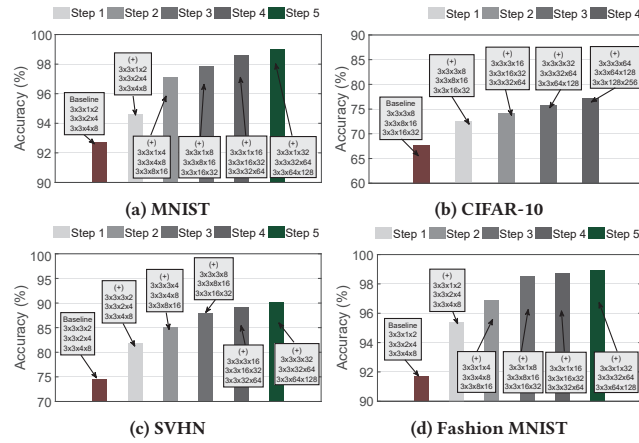 Step 1 Step 2 Step 3 Step 4 Step 5
Accuracy (%)
100
98
96
94
92
90
Baseline
3x3x1x2
3x3x2x4
3x3x4x8
(+)
3x3x1x2
3x3x2x4
3x3x4x8
(+)
3x3x1x4
3x3x4x8
3x3x8x16
(+)
3x3x1x8
3x3x8x16
3x3x16x32
(+)
3x3x1x16
3x3x16x32
3x3x32x64
(+)
3x3x1x32
3x3x32x64
3x3x64x128
(a) MNIST
Step 1 Step 2 Step 3 Step 4
Accuracy (%)
90
85
80
75
70
65
60
Baseline
3x3x3x8
3x3x8x16
3x3x16x32
(+)
3x3x3x8
3x3x8x16
3x3x16x32
(+)
3x3x3x16
3x3x16x32
3x3x32x64
(+)
3x3x3x32
3x3x32x64
3x3x64x128
(+)
3x3x3x64
3x3x64x128
3x3x128x256
(b) CIFAR-10
Step 1 Step 2 Step 3 Step 4 Step 5
Accuracy (%)
100
95
90
85
80
75
70
Baseline
3x3x3x2
3x3x2x4
3x3x4x8
(+)
3x3x3x2
3x3x2x4
3x3x4x8
(+)
3x3x3x4
3x3x4x8
3x3x8x16
(+)
3x3x3x8
3x3x8x16
3x3x16x32
(+)
3x3x3x16
3x3x16x32
3x3x32x64
(+)
3x3x3x32
3x3x32x64
3x3x64x128
(c) SVHN
Step 1 Step 2 Step 3 Step 4 Step 5
Accuracy (%)
100
98
96
94
92
90
Baseline
3x3x1x2
3x3x2x4
3x3x4x8
(+)
3x3x1x2
3x3x2x4
3x3x4x8
(+)
3x3x1x4
3x3x4x8
3x3x8x16
(+)
3x3x1x8
3x3x8x16
3x3x16x32
(+)
3x3x1x16
3x3x16x32
3x3x32x64
(+)
3x3x1x32
3x3x32x64
3x3x64x128
(d) Fashion MNIST